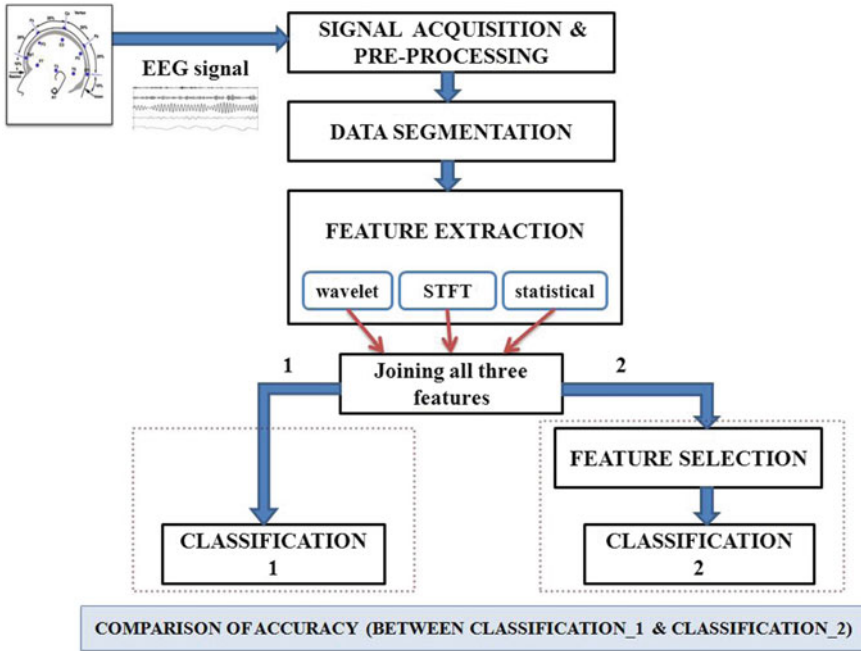 SIGNAL ACQUISITION &
PRE-PROCESSING
EEG signal
DATA SEGMENTATION
FEATURE EXTRACTION
wavelet
STFT
statistical
1
Joining all three
features
2
FEATURE SELECTION
CLASSIFICATION
1
CLASSIFICATION
2
COMPARISON OF ACCURACY (BETWEEN CLASSIFICATION_1 & CLASSIFICATION_2)